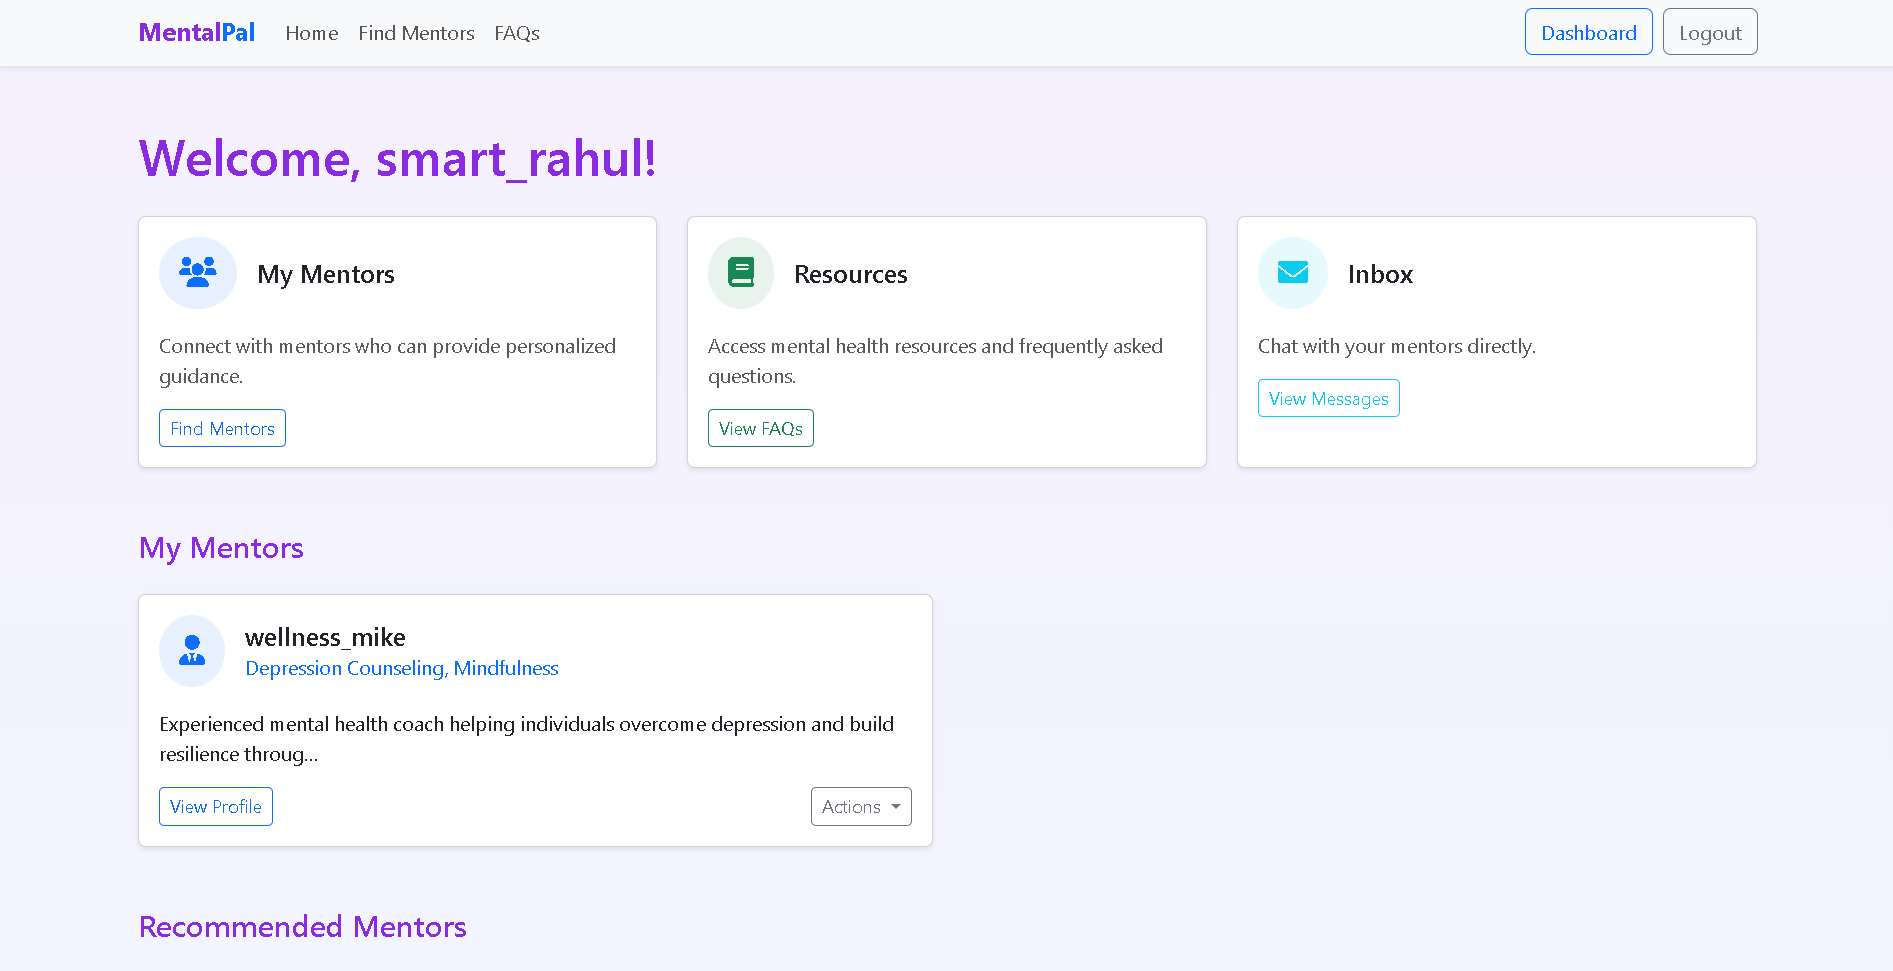 MentalPal Home Find Mentors FAQs Dashboard Logout
Welcome, smart_rahul!
My Mentors
Connect with mentors who can provide personalized
guidance.
Find Mentors
Resources
Access mental health resources and frequently asked
questions.
View FAQs
Inbox
Chat with your mentors directly.
View Messages
My Mentors
wellness_mike
Depression Counseling, Mindfulness
Experienced mental health coach helping individuals overcome depression and build
resilience throug...
View Profile Actions
Recommended Mentors